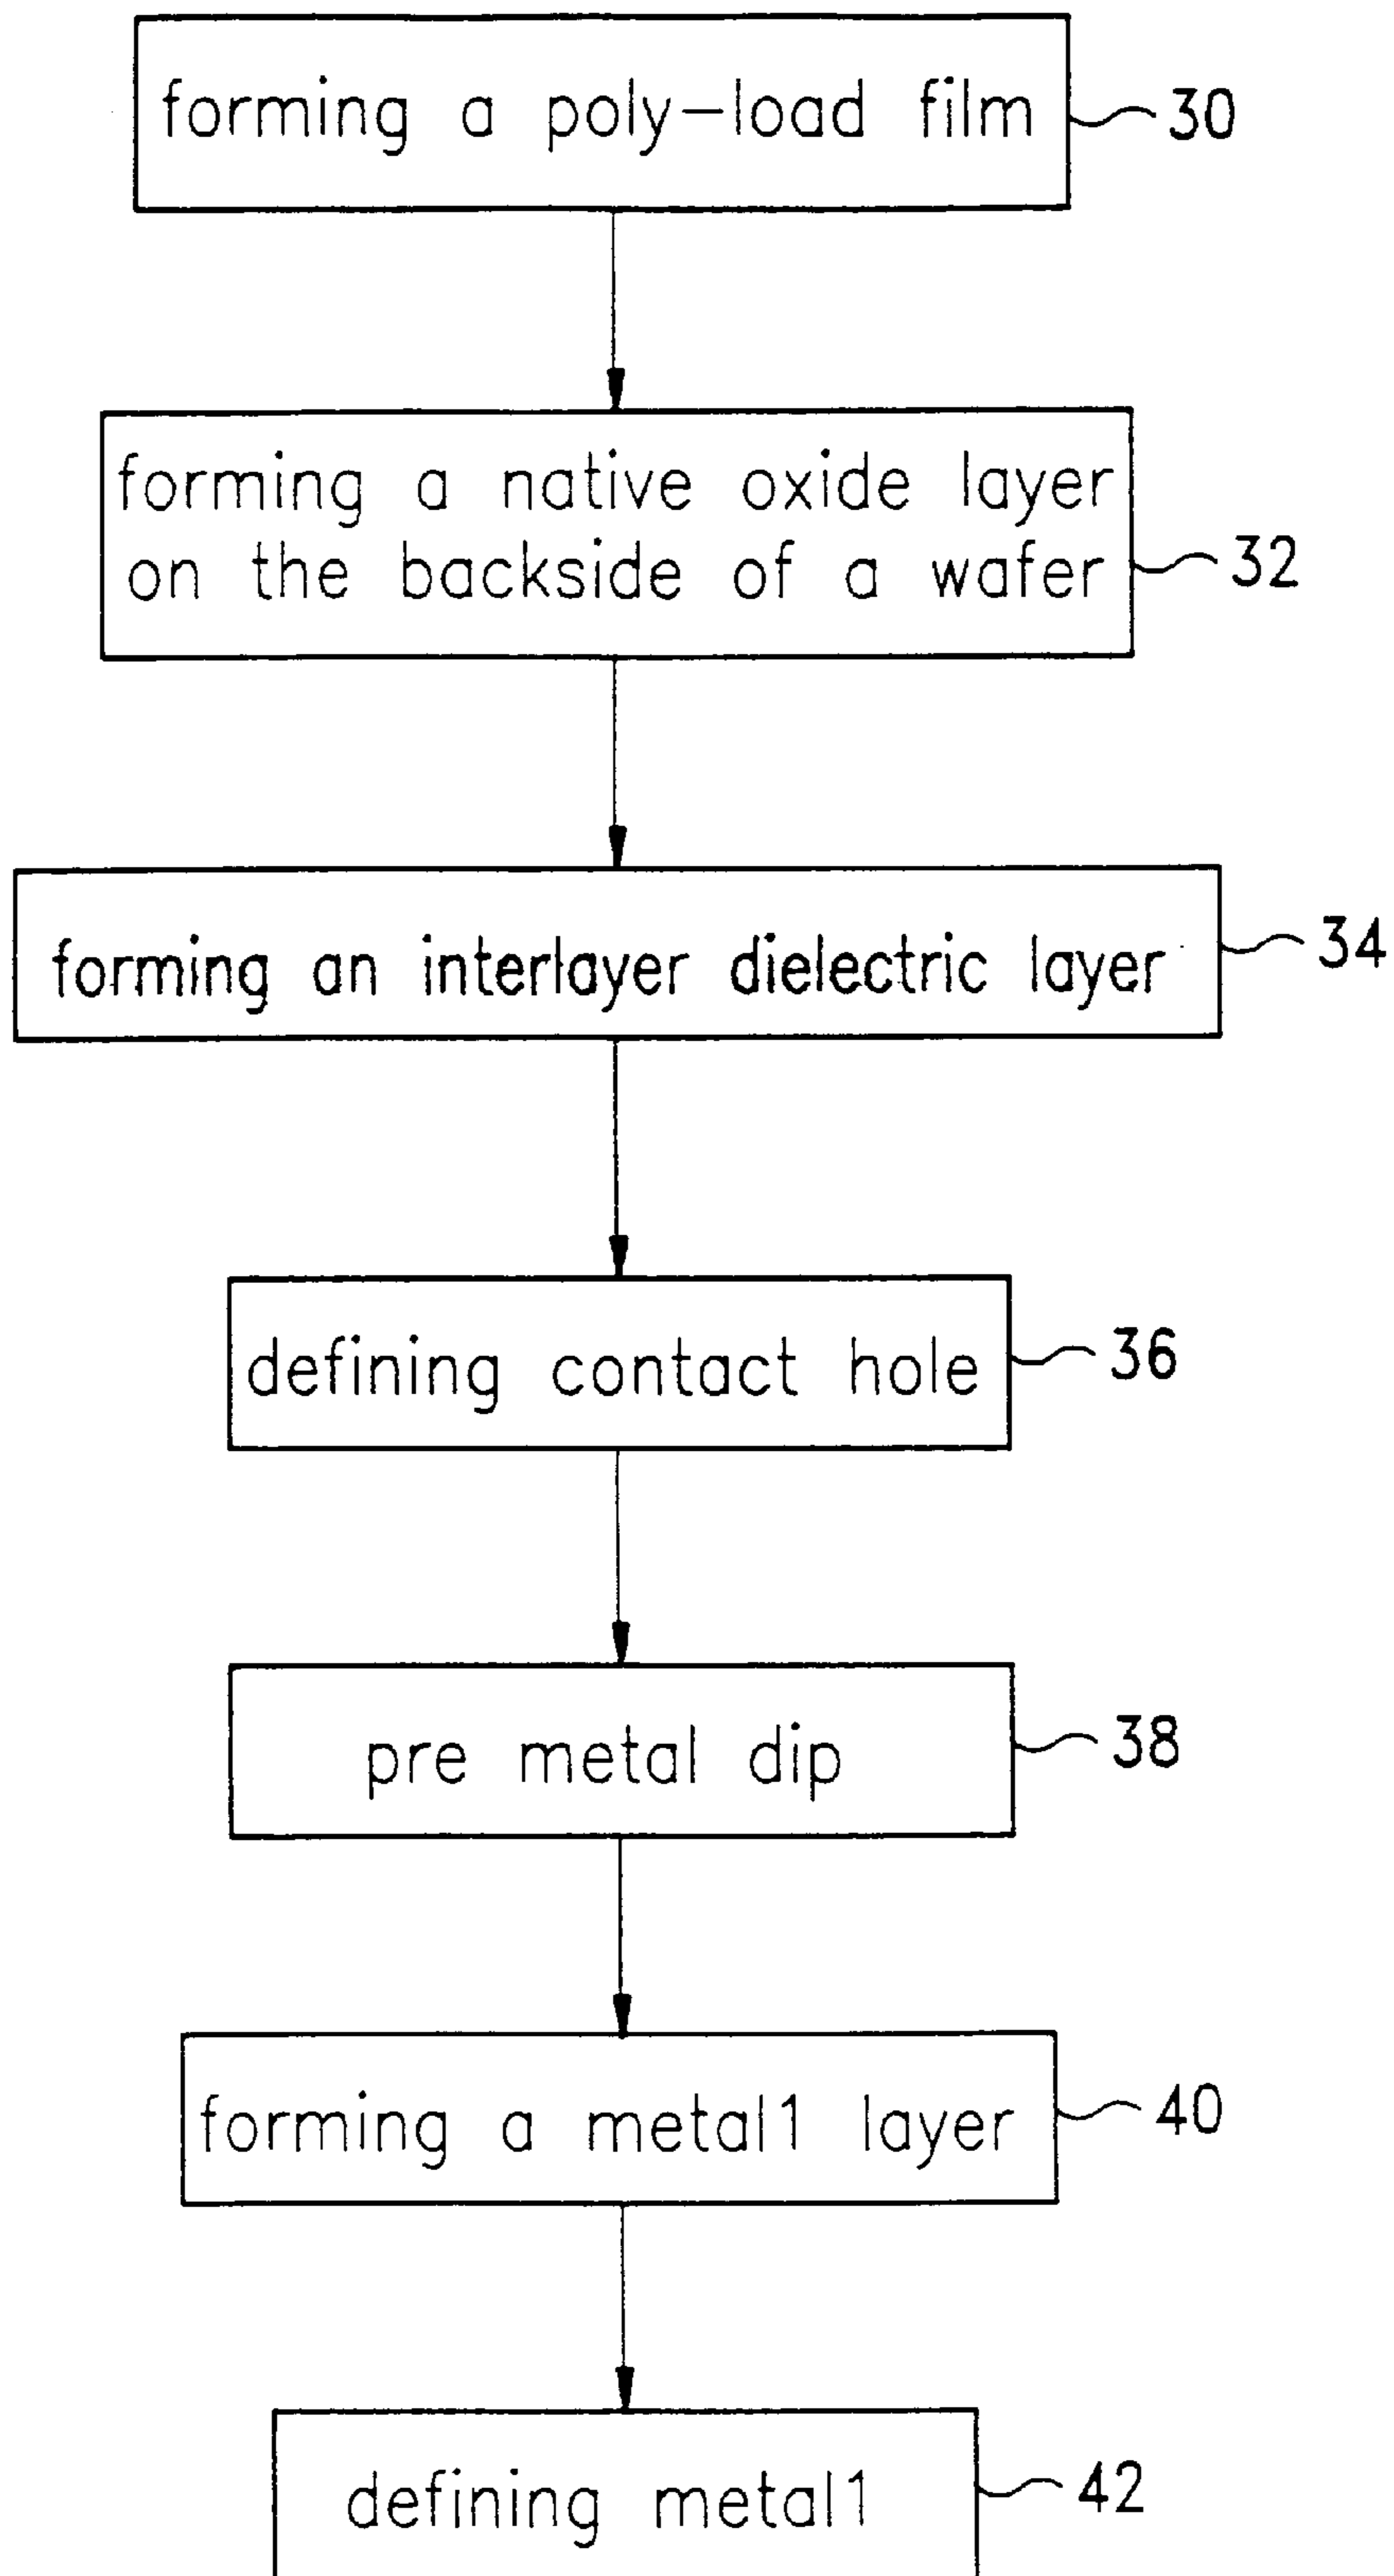 forming a poly-load film
30
forming a native oxide layer
on the backside of a wafer
32
forming an interlayer dielectric layer
34
defining contact hole
36
pre metal dip
38
forming a metal1 layer
40
defining metal1
42